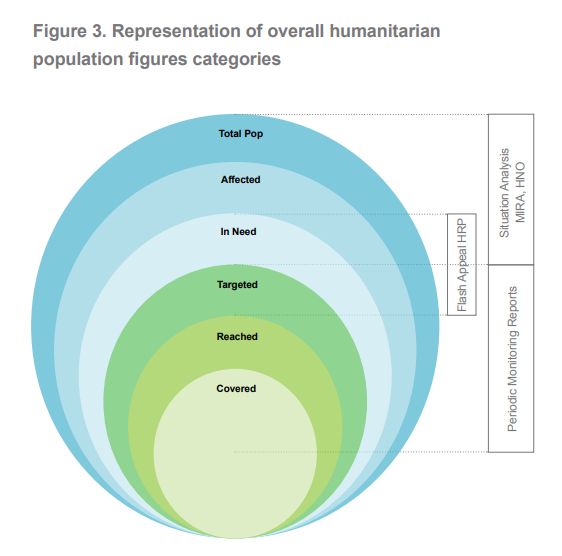 Figure 3. Representation of overall humanitarian
population figures categories
Total Pop
Affected
In Need
Targeted
Reached
Covered
Flash Appeal HRP
Situation Analysis
MIRA, HNO
Periodic Monitoring Reports